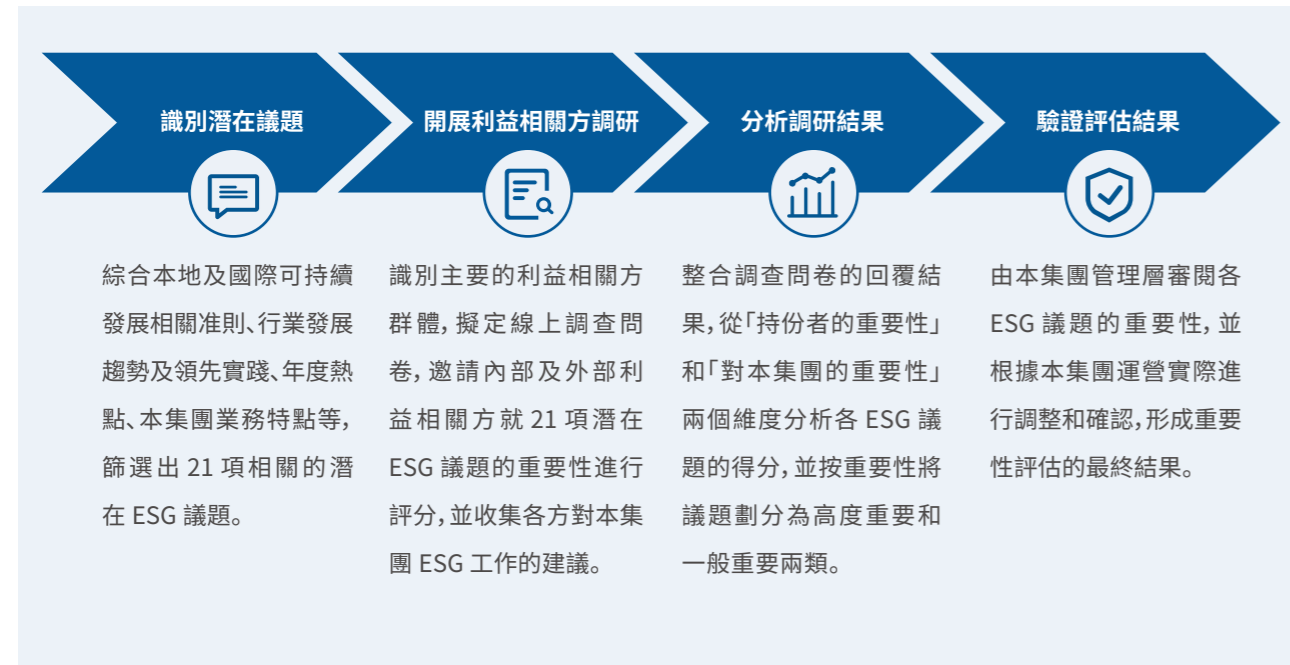 識別潛在議題
綜合本地及國際可持續
發展相關准則、行業發展
趨勢及領先實踐、年度熱
點、本集團業務特點等，
篩選出 21 項相關的潛
在 ESG 議題。
開展利益相關方調研
識別主要的利益相關方
群體，擬定線上調查問
卷，邀請內部及外部利
益相關方就 21 項潛在
ESG 議題的重要性進行
評分，並收集各方對本集
團 ESG 工作的建議。
分析調研結果
整合調查問卷的回覆結
果，從「持份者的重要性」
和「對本集團的重要性」
兩個維度分析各 ESG 議
題的得分，並按重要性將
議題劃分為高度重要和
一般重要兩類。
驗證評估結果
由本集團管理層審閱各
ESG 議題的重要性，並
根據本集團運營實際進
行調整和確認，形成重要
性評估的最終結果。